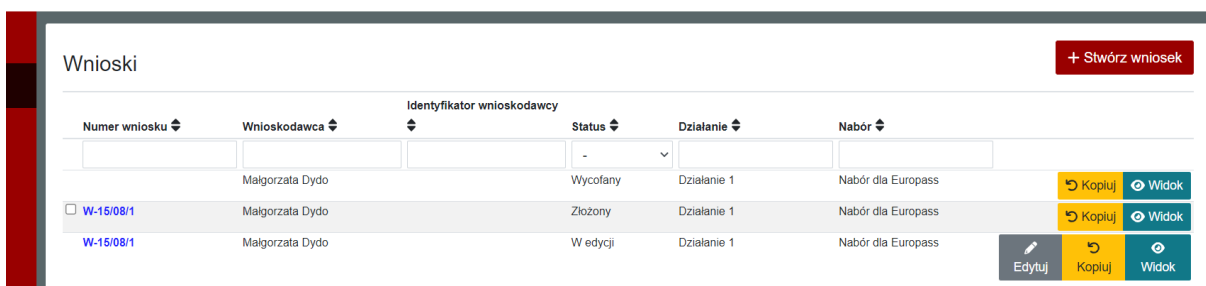 Wnioski
+ Stwórz wniosek
Identyfikator wnioskodawcy
Numer wniosku Wnioskodawca Status Działanie Nabór
-
Małgorzata Dydo Wycofany Działanie 1 Nabór dla Europass Kopiuj Widok
W-15/08/1 Małgorzata Dydo Złożony Działanie 1 Nabór dla Europass Kopiuj Widok
W-15/08/1 Małgorzata Dydo W edycji Działanie 1 Nabór dla Europass
Edytuj Kopiuj Widok